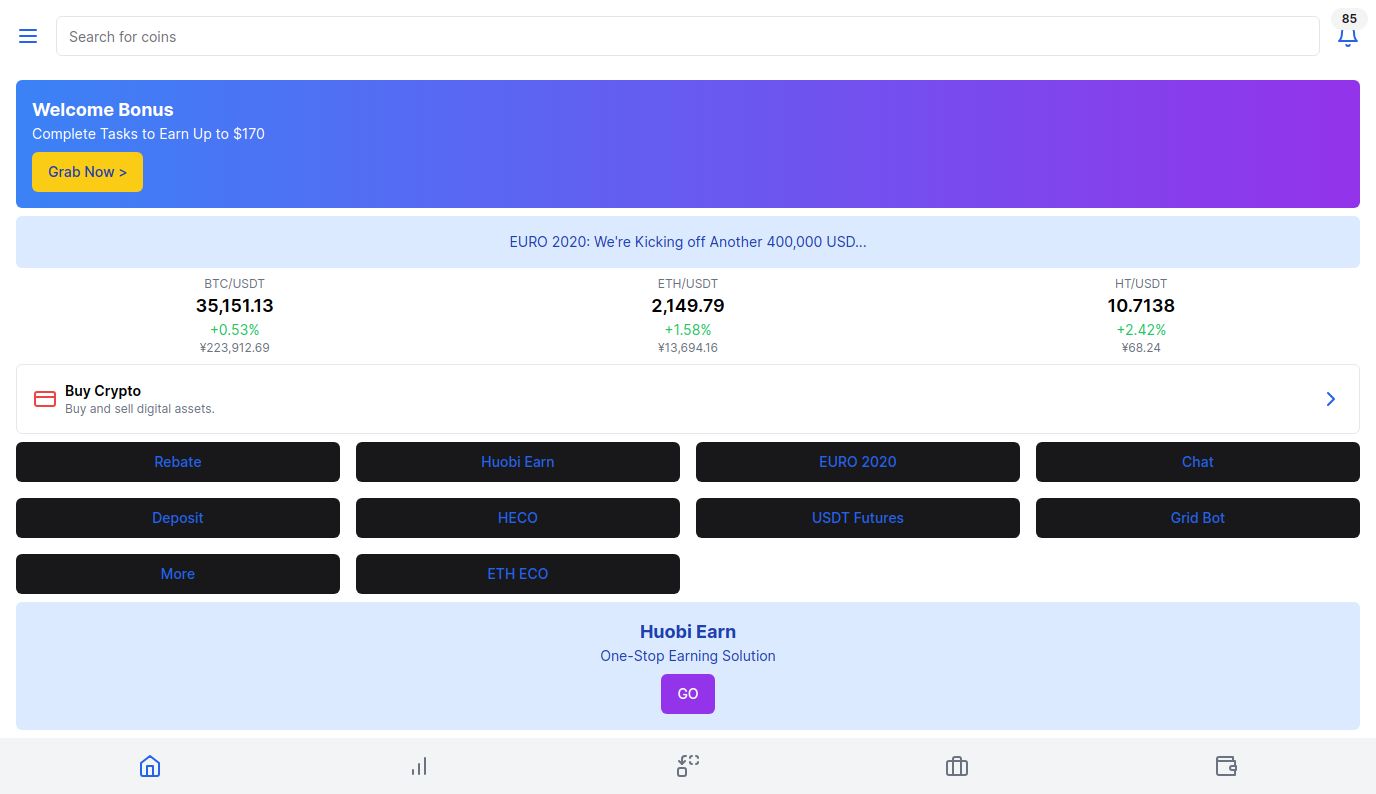 Search for coins
85
Welcome Bonus
Complete Tasks to Earn Up to $170
Grab Now >
EURO 2020: We're Kicking off Another 400,000 USD...
BTC/USDT
35,151.13
+0.53%
¥223,912.69
ETH/USDT
2,149.79
+1.58%
¥13,694.16
HT/USDT
10.7138
+2.42%
¥68.24
Buy Crypto
Buy and sell digital assets.
Rebate
Huobi Earn
EURO 2020
Chat
Deposit
HECO
USDT Futures
Grid Bot
More
ETH ECO
Huobi Earn
One-Stop Earning Solution
GO